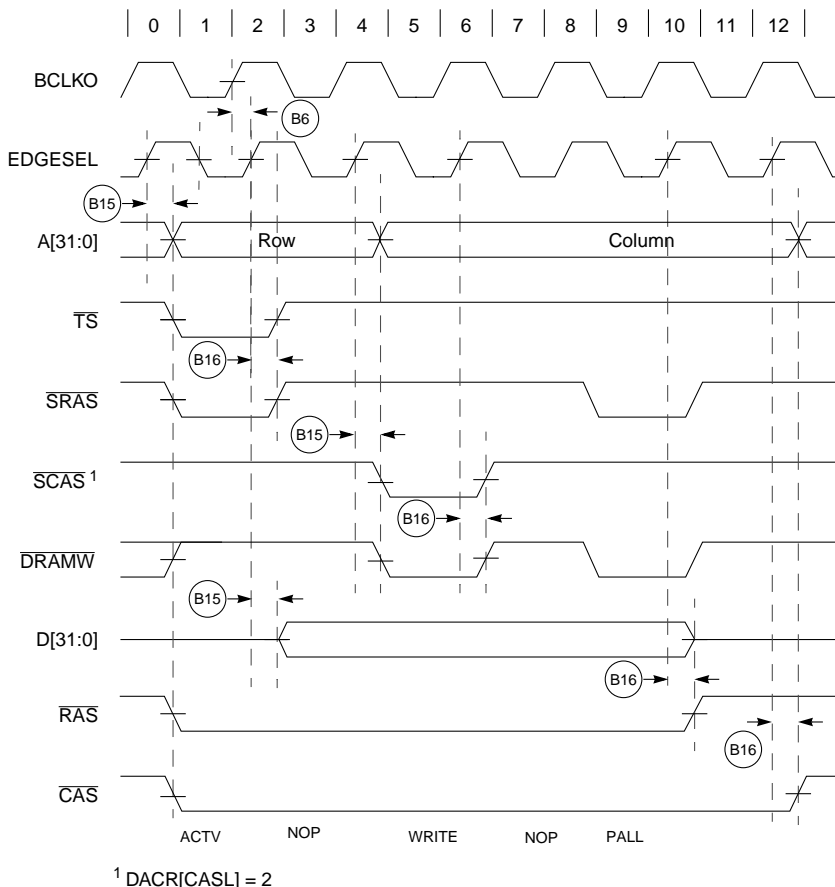 0 1 2 3 4 5 6 7 8 9 10 11 12
BCLKO
B6
EDGESEL
B15
A[31:0] Row Column
TS
B16
SRAS
B15
SCAS 1
B16
DRAMW
B15
D[31:0]
B16
RAS
B16
CAS
ACTV NOP WRITE NOP PALL
1 DACR[CASL] = 2